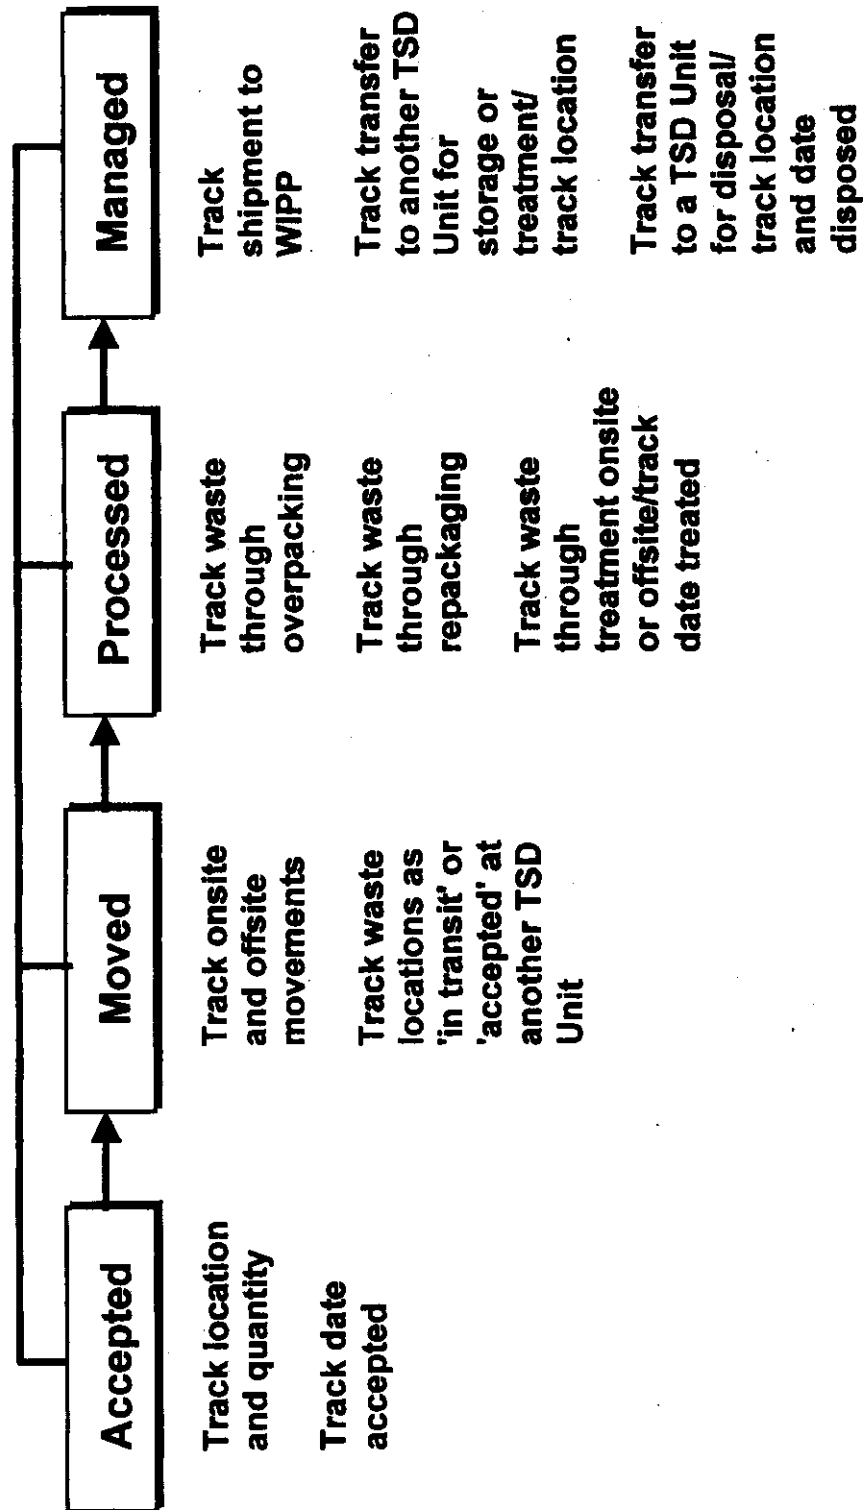 Accepted
Track location
and quantity
Track date
accepted
Moved
Track onsite
and offsite
movements
Track waste
locations as
'in transit' or
'accepted' at
another TSD
Unit
Processed
Track waste
through
overpacking
Track waste
through
repackaging
Track waste
through
treatment onsite
or offsite/track
date treated
Managed
Track
shipment to
WIPP
Track transfer
to another TSD
Unit for
storage or
treatment/
track location
Track transfer
to a TSD Unit
for disposal/
track location
and date
disposed